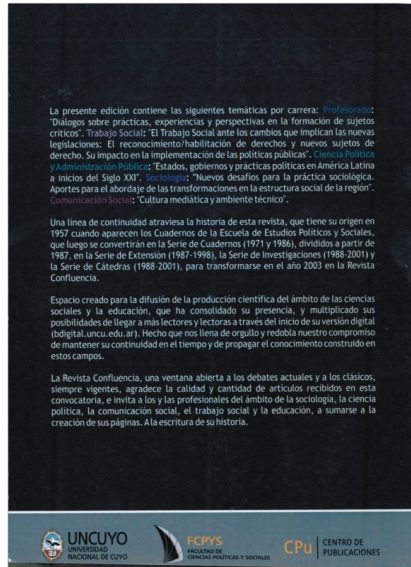 La presente edición contiene las siguientes temáticas por carrera: Profesorado:
"Diálogos sobre prácticas, experiencias y perspectivas en la formación de sujetos
críticos". Trabajo Social: "El Trabajo Social ante los cambios que implican las nuevas
legislaciones: El reconocimiento/habilitación de derechos y nuevos sujetos de
derecho. Su impacto en la implementación de las políticas públicas". Ciencia Política
y Administración Pública: "Estados, gobiernos y prácticas políticas en América Latina
a inicios del Siglo XXI". Sociología: "Nuevos desafíos para la práctica sociológica.
Aportes para el abordaje de las transformaciones en la estructura social de la región".
Comunicación Social: "Cultura mediática y ambiente técnico".
Una línea de continuidad atraviesa la historia de esta revista, que tiene su origen en
1957 cuando aparecen los Cuadernos de la Escuela de Estudios Políticos y Sociales,
que luego se convertirán en la Serie de Cuadernos (1971 y 1986), divididos a partir de
1987, en la Serie de Extensión (1987-1998), la Serie de Investigaciones (1988-2001) y
la Serie de Cátedras (1988-2001), para transformarse en el año 2003 en la Revista
Confluencia.
Espacio creado para la difusión de la producción científica del ámbito de las ciencias
sociales y la educación, que ha consolidado su presencia, y multiplicado sus
posibilidades de llegar a más lectores y lectoras a través del inicio de su versión digital
(bdigital.uncu.edu.ar). Hecho que nos llena de orgullo y redobla nuestro compromiso
de mantener su continuidad en el tiempo y de propagar el conocimiento construido en
estos campos.
La Revista Confluencia, una ventana abierta a los debates actuales y a los clásicos,
siempre vigentes, agradece la calidad y cantidad de artículos recibidos en esta
convocatoria, e invita a los y las profesionales del ámbito de la sociología, la ciencia
política, la comunicación social, el trabajo social y la educación, a sumarse a la
creación de sus páginas. A la escritura de su historia.
UNCUYO
UNIVERSIDAD
NACIONAL DE CUYO
FCPYS
FACULTAD DE
CIENCIAS POLÍTICAS Y SOCIALES
CPu
CENTRO DE
PUBLICACIONES